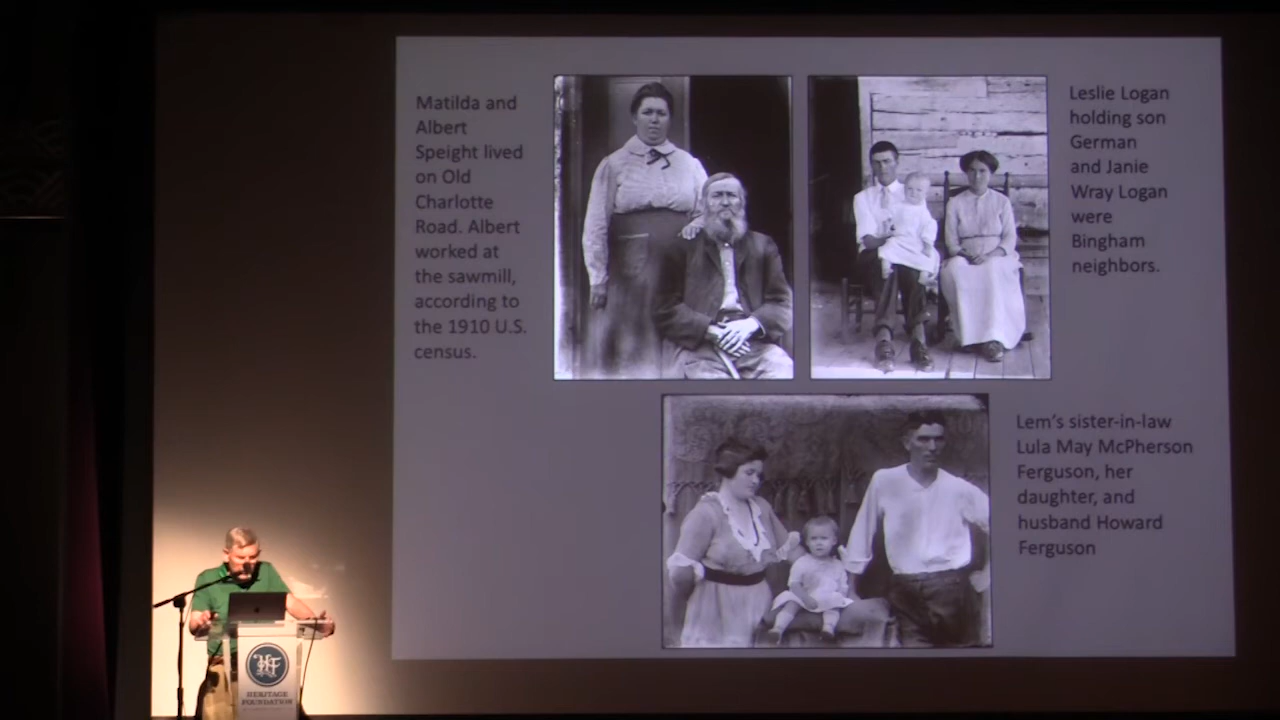 Matilda and
Albert
Speight lived
on Old
Charlotte
Road. Albert
worked at
the sawmill,
according to
the 1910 U.S.
census.
Leslie Logan
holding son
German
and Janie
Wray Logan
were
Bingham
neighbors.
Lem's sister-in-law
Lula May McPherson
Ferguson, her
daughter, and
husband Howard
Ferguson
HF
HERITAGE
FOUNDATION